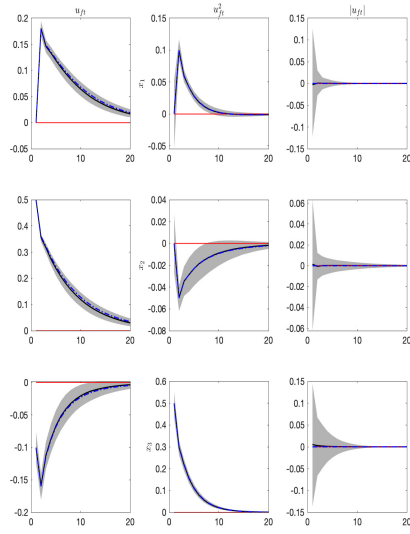 u_{ft} u²_{ft} |u_{ft}|
0.2 0.15 0.15
0.15 0.1 0.1
0.1 0.05 0.05
0.05 x₁ 0 0
0 -0.05
-0.05 -0.05 -0.1
-0.15
0 10 20 0 10 20 0 10 20
0.5 0.04 0.06
0.4 0.02 0.04
0.3 0 0.02
x₂ -0.02 0
0.2 -0.04 -0.02
0.1 -0.06 -0.04
0 -0.08 -0.06
0 10 20 0 10 20 0 10 20
0 0.6 0.15
-0.05 0.5 0.1
0.4 0.05
-0.1 x₃ 0.3 0
0.2 -0.05
-0.15 0.1 -0.1
-0.2 0 -0.15
0 10 20 0 10 20 0 10 20